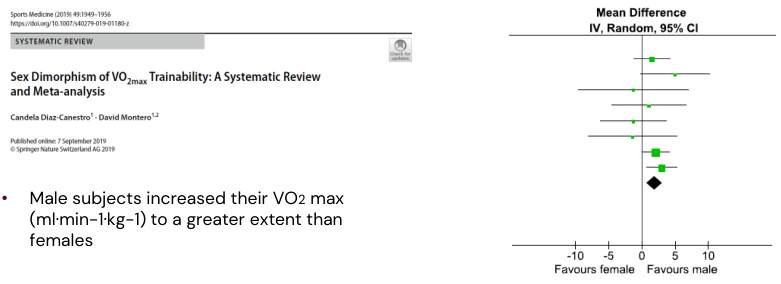 Sports Medicine (2019) 49:1949–1956
https://doi.org/10.1007/s40279-019-01180-z
SYSTEMATIC REVIEW
Check for
updates
Sex Dimorphism of VO2max Trainability: A Systematic Review
and Meta-analysis
Candela Diaz-Canestro1 · David Montero1,2
Published online: 7 September 2019
© Springer Nature Switzerland AG 2019
• Male subjects increased their VO2 max
(ml·min-1·kg-1) to a greater extent than
females
Mean Difference
IV, Random, 95% CI
-10 -5 0 5 10
Favours female Favours male